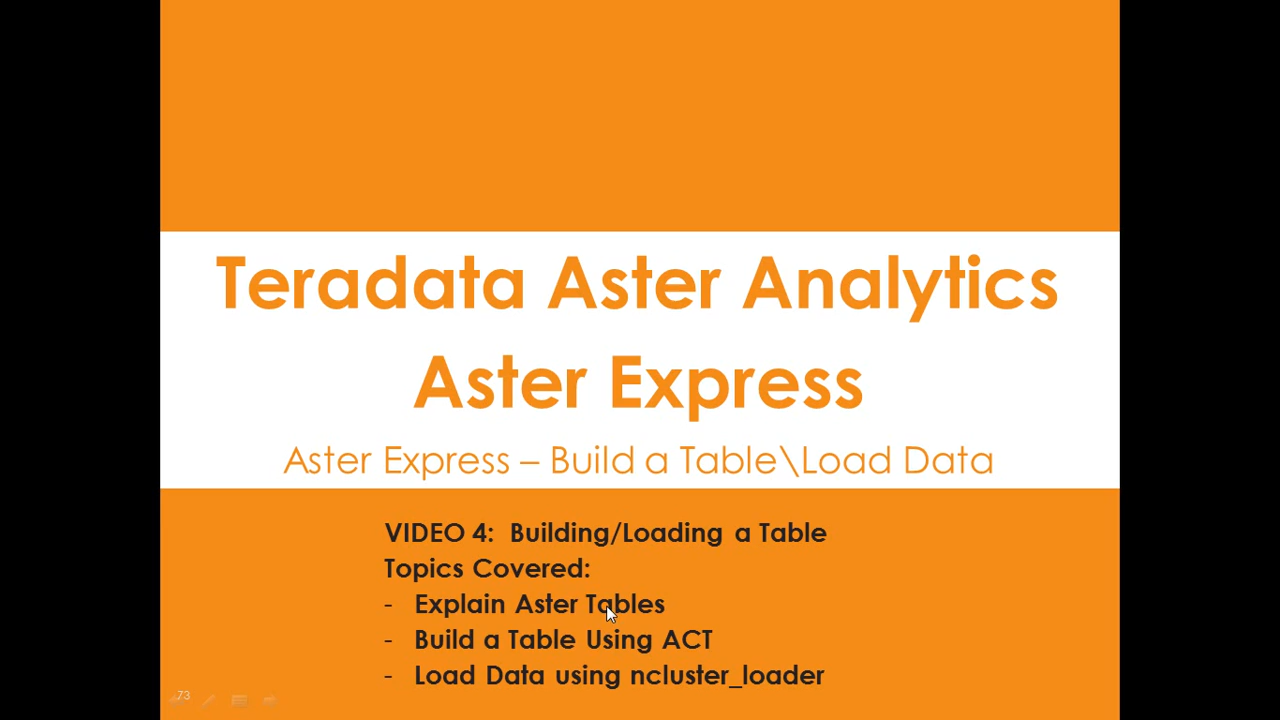 Teradata Aster Analytics
Aster Express
Aster Express – Build a Table\Load Data
VIDEO 4: Building/Loading a Table
Topics Covered:
- Explain Aster Tables
- Build a Table Using ACT
- Load Data using ncluster_loader
73